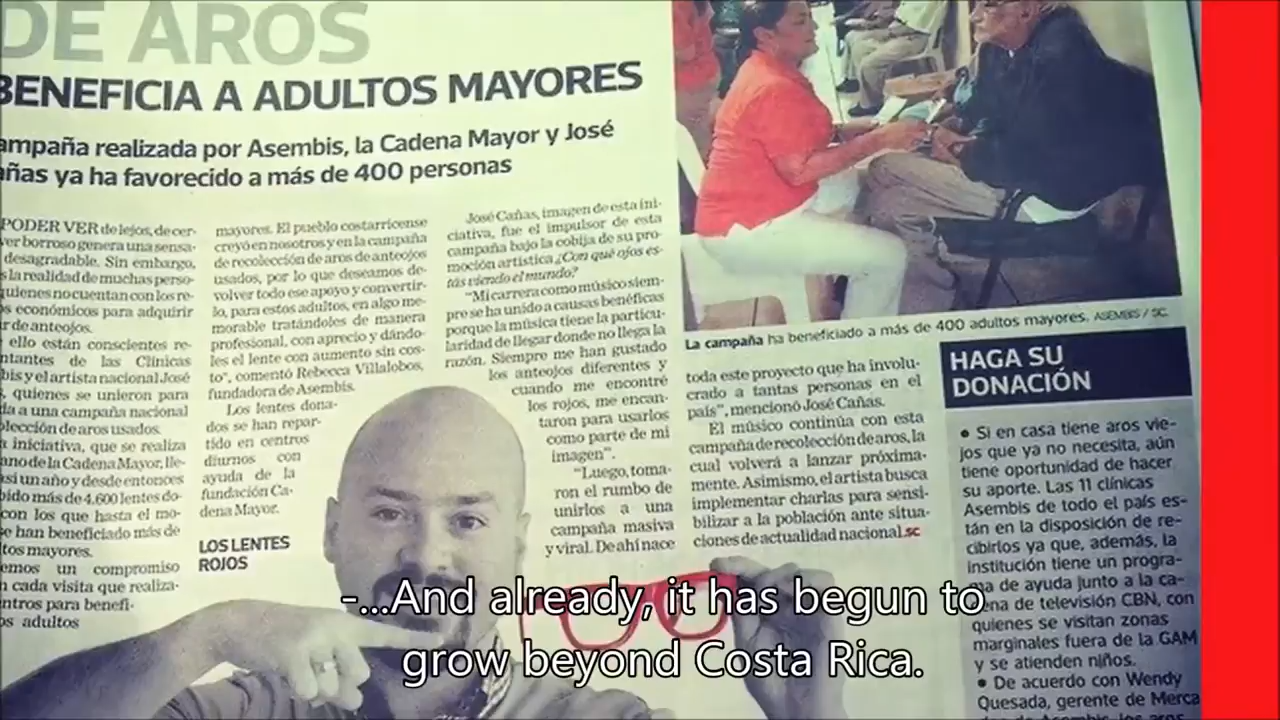 DE AROS
BENEFICIA A ADULTOS MAYORES
ampaña realizada por Asembis, la Cadena Mayor y José
añas ya ha favorecido a más de 400 personas
PODER VER de lejos, de cer-
ver borroso genera una sensa-
desagradable. Sin embargo,
s la realidad de muchas perso-
quienes no cuentan con los re-
s económicos para adquirir
r de anteojos.
ello están conscientes re-
ntantes de las Clínicas
bis y el artista nacional José
s, quienes se unieron para
da a una campaña nacional
olección de aros usados.
a iniciativa, que se realiza
ano de la Cadena Mayor, lle-
asi un año y desde entonces
bido más de 4,600 lentes do-
con los que hasta el mo-
e han beneficiado más de
tos mayores.
emos un compromiso
n cada visita que realiza-
ntros para benefi-
os adultos
mayores. El pueblo costarricense
creyó en nosotros y en la campaña
de recolección de aros de anteojos
usados, por lo que deseamos de-
volver todo ese apoyo y convertir-
lo, para estos adultos, en algo me-
morable tratándoles de manera
profesional, con aprecio y dándo-
les el lente con aumento sin cos-
to", comentó Rebecca Villalobos,
fundadora de Asembis.
Los lentes dona-
dos se han repar-
tido en centros
diurnos con
ayuda de la
fundación Ca-
dena Mayor.
LOS LENTES
ROJOS
José Cañas, imagen de esta ini-
ciativa, fue el impulsor de esta
campaña bajo la cobija de su pro-
moción artística ¿Con qué ojos es-
tás viendo el mundo?
"Mi carrera como músico siem-
pre se ha unido a causas benéficas
porque la música tiene la particu-
laridad de llegar donde no llega la
razón. Siempre me han gustado
los anteojos diferentes y
cuando me encontré
los rojos, me encan-
taron para usarlos
como parte de mi
imagen".
"Luego, toma-
ron el rumbo de
unirlos a una
campaña masiva
y viral. De ahí nace
La campaña ha beneficiado a más de 400 adultos mayores. ASEMBIS / SC.
toda este proyecto que ha involu-
crado a tantas personas en el
país", mencionó José Cañas.
El músico continúa con esta
campaña de recolección de aros, la
cual volverá a lanzar próxima-
mente. Asimismo, el artista busca
implementar charlas para sensi-
bilizar a la población ante situa-
ciones de actualidad nacional.SC
HAGA SU
DONACIÓN
• Si en casa tiene aros vie-
jos que ya no necesita, aún
tiene oportunidad de hacer
su aporte. Las 11 clínicas
Asembis de todo el país es-
tán en la disposición de re-
cibirlos ya que, además, la
institución tiene un progra-
ma de ayuda junto a la ca-
ena de televisión CBN, con
quienes se visitan zonas
marginales fuera de la GAM
y se atienden niños.
• De acuerdo con Wendy
Quesada, gerente de Merca
-...And already, it has begun to
grow beyond Costa Rica.